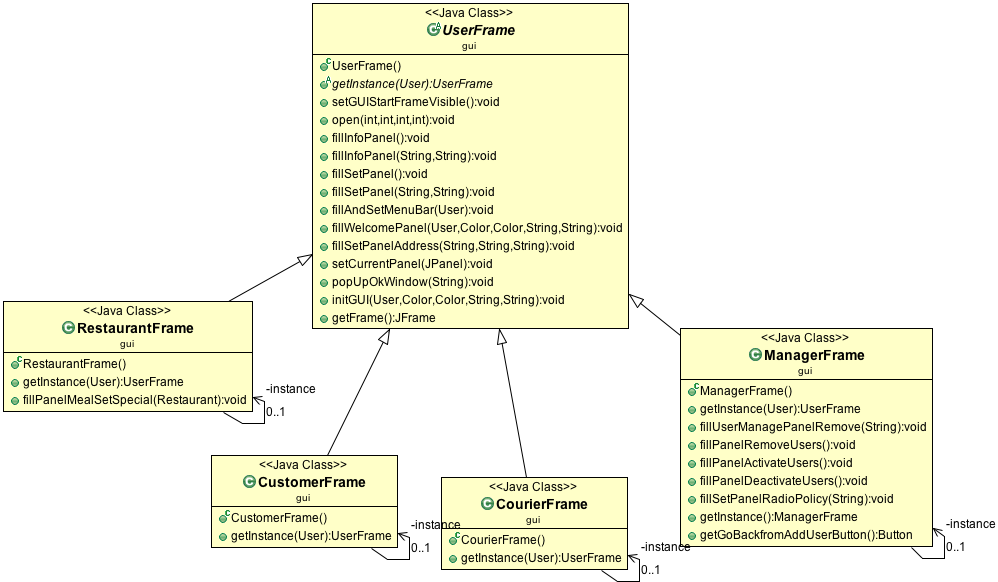 <<Java Class>>
UserFrame
gui
UserFrame()
getInstance(User):UserFrame
setGUIStartFrameVisible():void
open(int,int,int,int):void
fillInfoPanel():void
fillInfoPanel(String,String):void
fillSetPanel():void
fillSetPanel(String,String):void
fillAndSetMenuBar(User):void
fillWelcomePanel(User,Color,Color,String,String):void
fillSetPanelAddress(String,String,String):void
setCurrentPanel(JPanel):void
popUpOkWindow(String):void
initGUI(User,Color,Color,String,String):void
getFrame():JFrame
<<Java Class>>
RestaurantFrame
gui
RestaurantFrame()
getInstance(User):UserFrame
fillPanelMealSetSpecial(Restaurant):void
-instance
0..1
<<Java Class>>
CustomerFrame
gui
CustomerFrame()
getInstance(User):UserFrame
-instance
0..1
<<Java Class>>
CourierFrame
gui
CourierFrame()
getInstance(User):UserFrame
-instance
0..1
<<Java Class>>
ManagerFrame
gui
ManagerFrame()
getInstance(User):UserFrame
fillUserManagePanelRemove(String):void
fillPanelRemoveUsers():void
fillPanelActivateUsers():void
fillPanelDeactivateUsers():void
fillSetPanelRadioPolicy(String):void
getInstance():ManagerFrame
getGoBackfromAddUserButton():Button
-instance
0..1